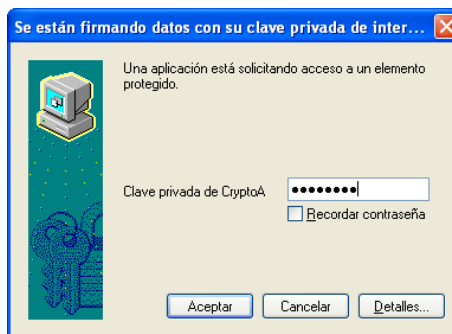 Se están firmando datos con su clave privada de inter...
Una aplicación está solicitando acceso a un elemento
protegido.
Clave privada de CryptoA
••••••••
Recordar contraseña
Aceptar
Cancelar
Detalles...